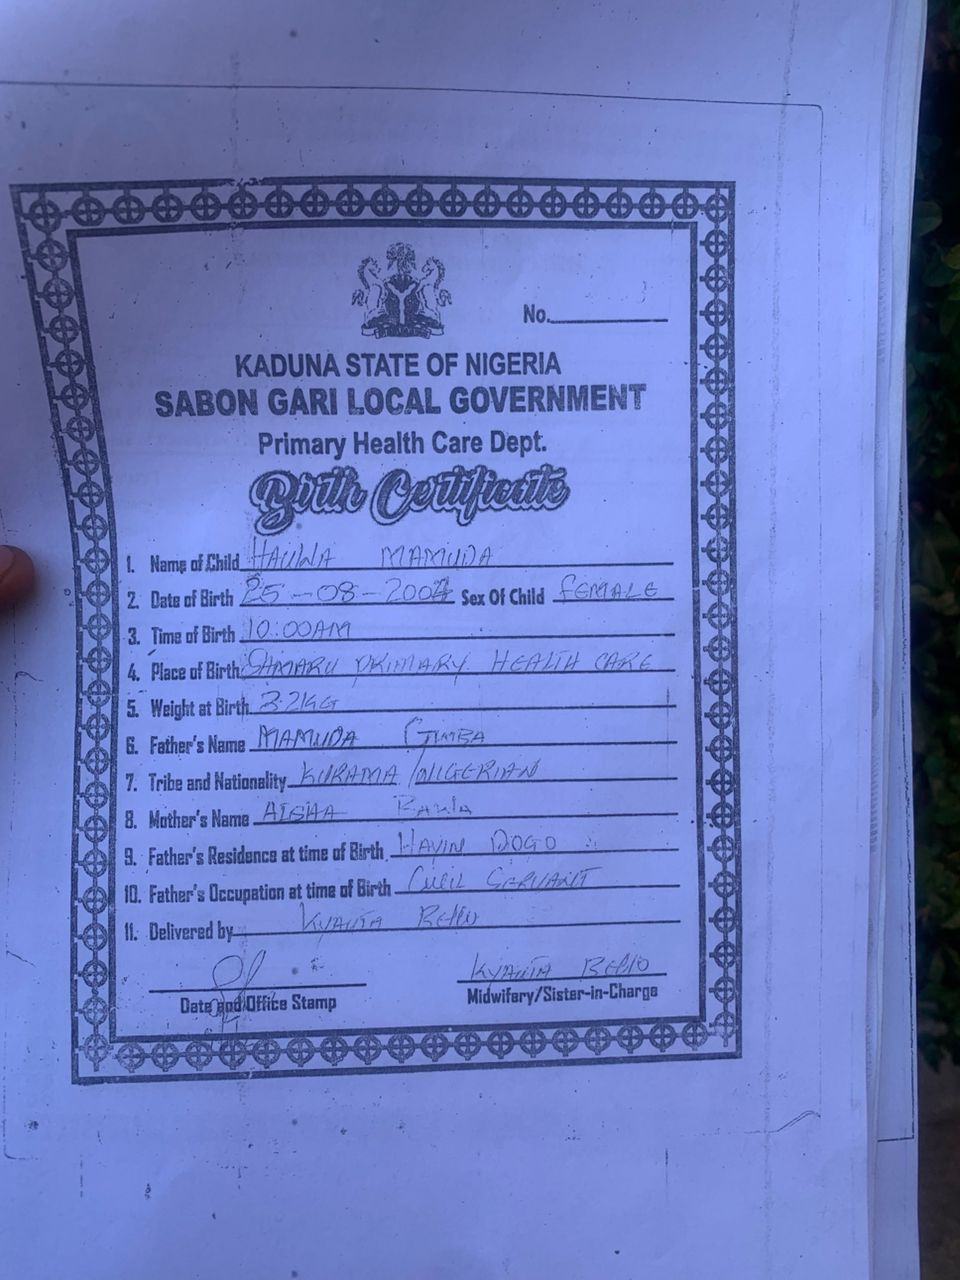 No.
KADUNA STATE OF NIGERIA
SABON GARI LOCAL GOVERNMENT
Primary Health Care Dept.
Birth Certificate
1. Name of Child HAUWA MAMUDA
2. Date of Birth 25-08-2004 Sex Of Child FEMALE
3. Time of Birth 10:00AM
4. Place of Birth SAMARU PRIMARY HEALTH CARE
5. Weight at Birth 3.2KG
6. Father's Name MAMUDA GIMBA
7. Tribe and Nationality KURAMA/NIGERIAN
8. Mother's Name AISHA
9. Father's Residence at time of Birth HAYIN DOGO
10. Father's Occupation at time of Birth CIVIL SERVANT
11. Delivered by KYAUTA BELLO
KYAUTA BELLO
Date and Office Stamp Midwifery/Sister-in-Charge